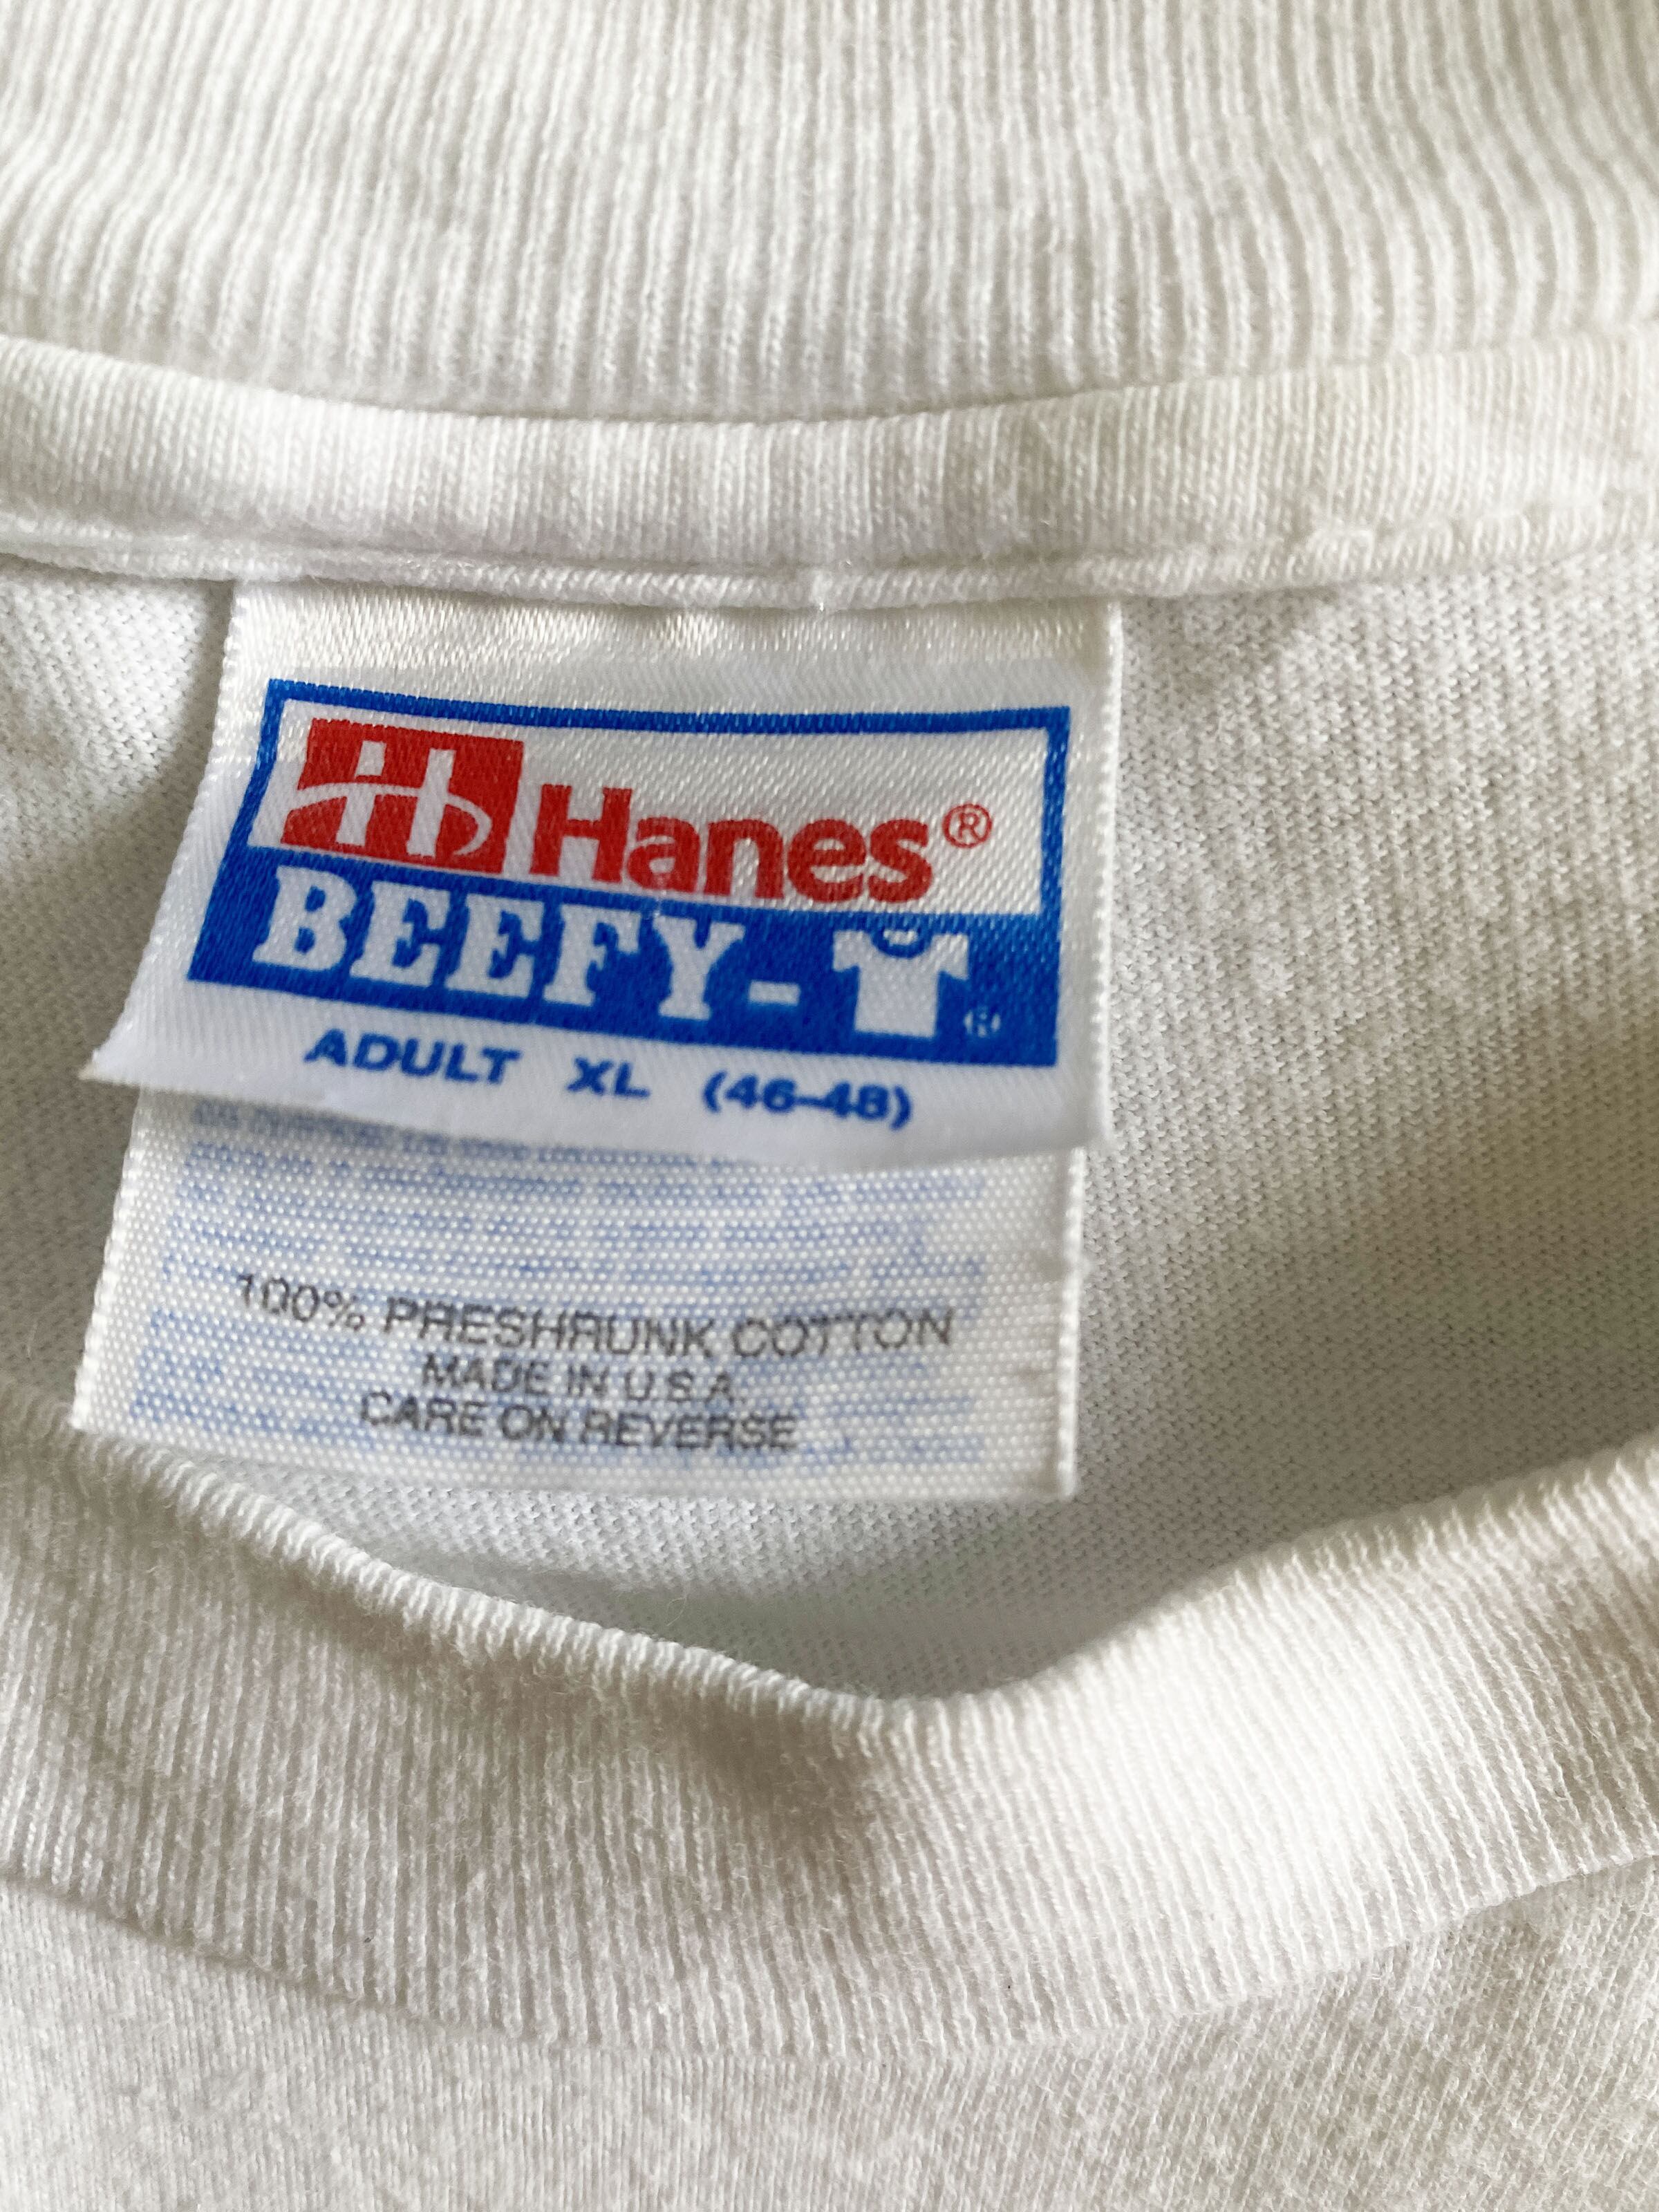 Hanes®
BEEFY-T®
ADULT XL (46-48)
100% PRESHRUNK COTTON
MADE IN U.S.A.
CARE ON REVERSE